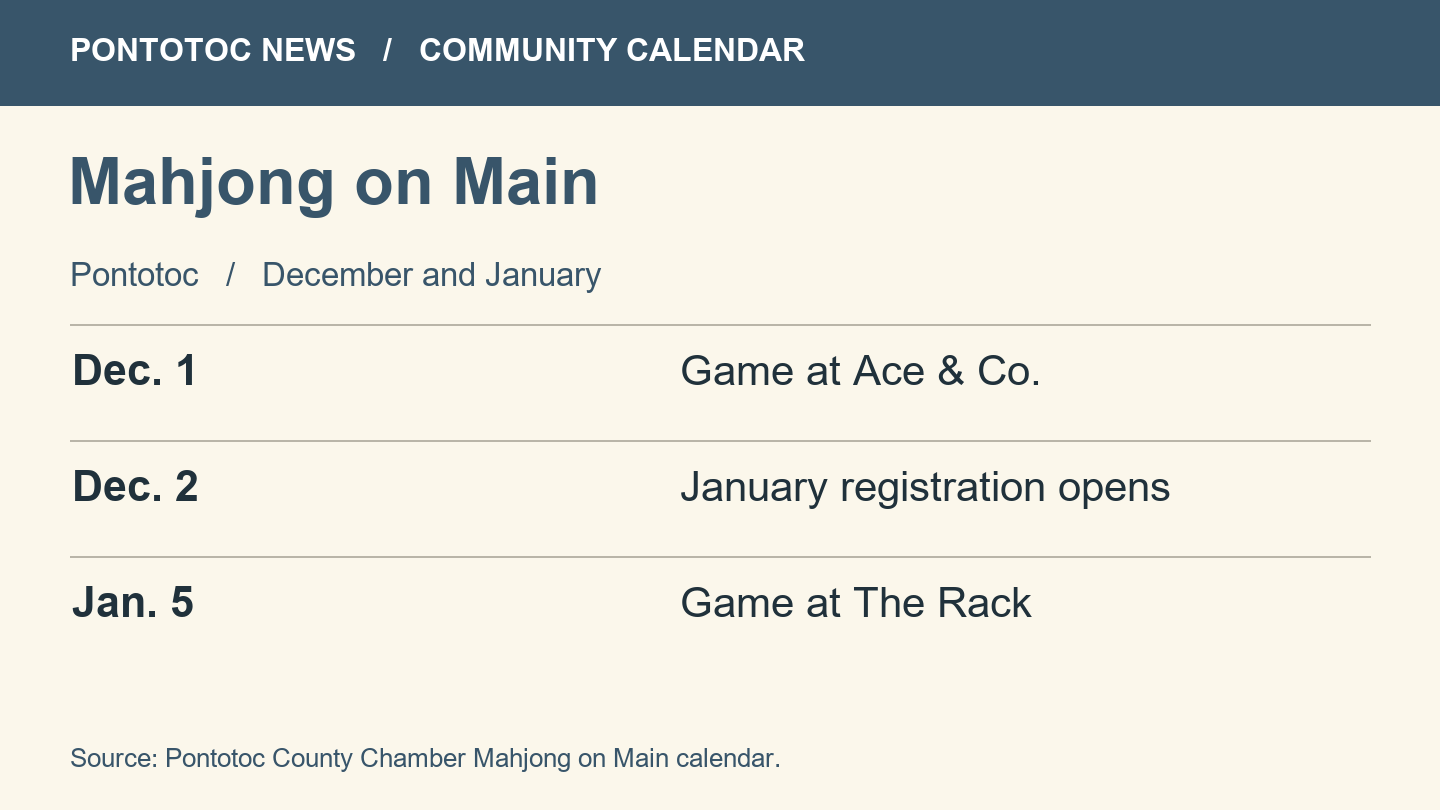 PONTOTOC NEWS / COMMUNITY CALENDAR
Mahjong on Main
Pontotoc / December and January
Dec. 1 Game at Ace & Co.
Dec. 2 January registration opens
Jan. 5 Game at The Rack
Source: Pontotoc County Chamber Mahjong on Main calendar.